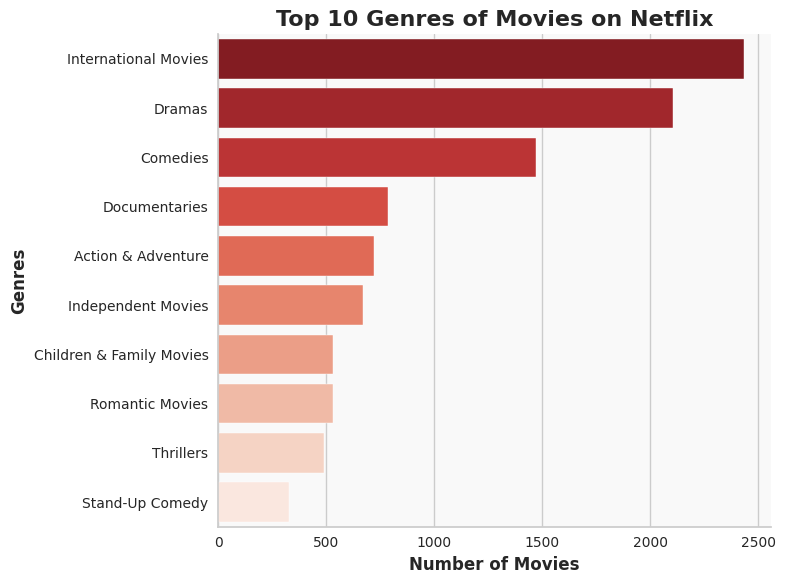 Top 10 Genres of Movies on Netflix
International Movies
Dramas
Comedies
Documentaries
Action & Adventure
Independent Movies
Children & Family Movies
Romantic Movies
Thrillers
Stand-Up Comedy
Genres
0 500 1000 1500 2000 2500
Number of Movies